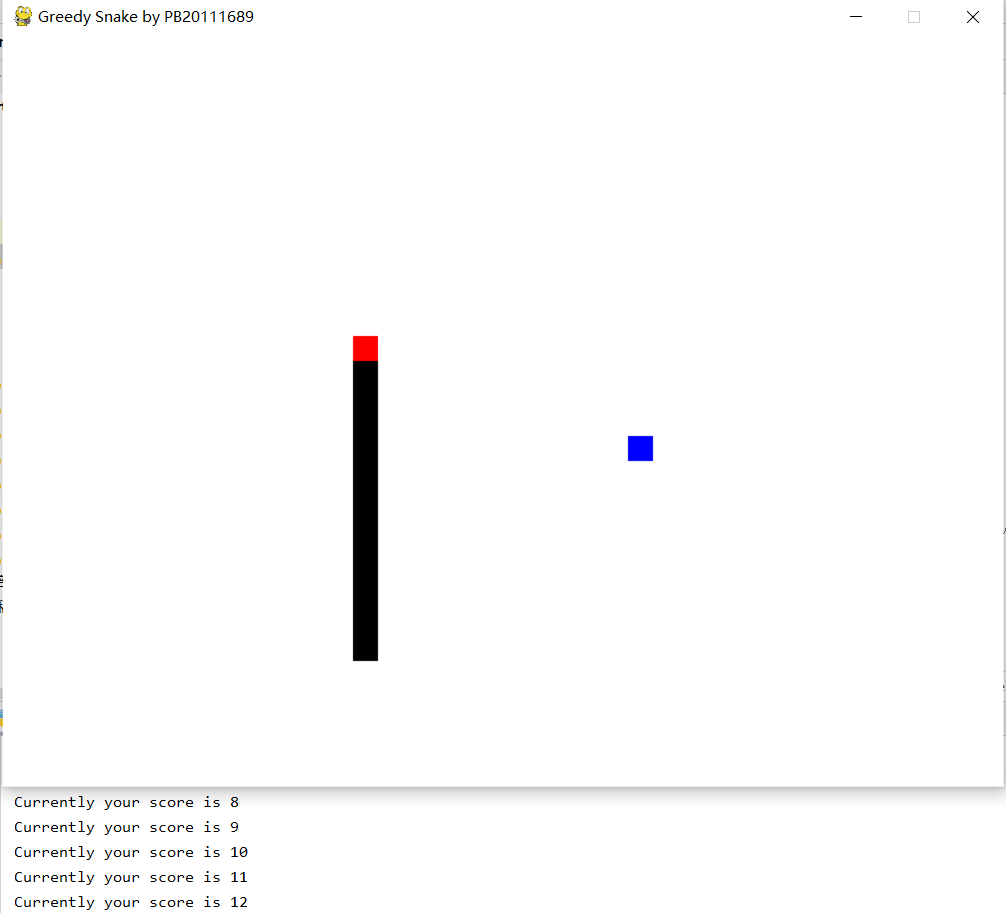 Greedy Snake by PB20111689
Currently your score is 8
Currently your score is 9
Currently your score is 10
Currently your score is 11
Currently your score is 12